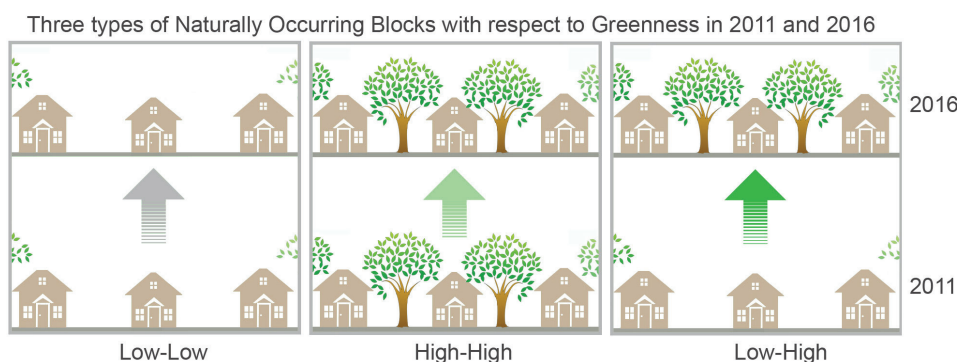 Three types of Naturally Occurring Blocks with respect to Greenness in 2011 and 2016
2016
2011
Low-Low
High-High
Low-High